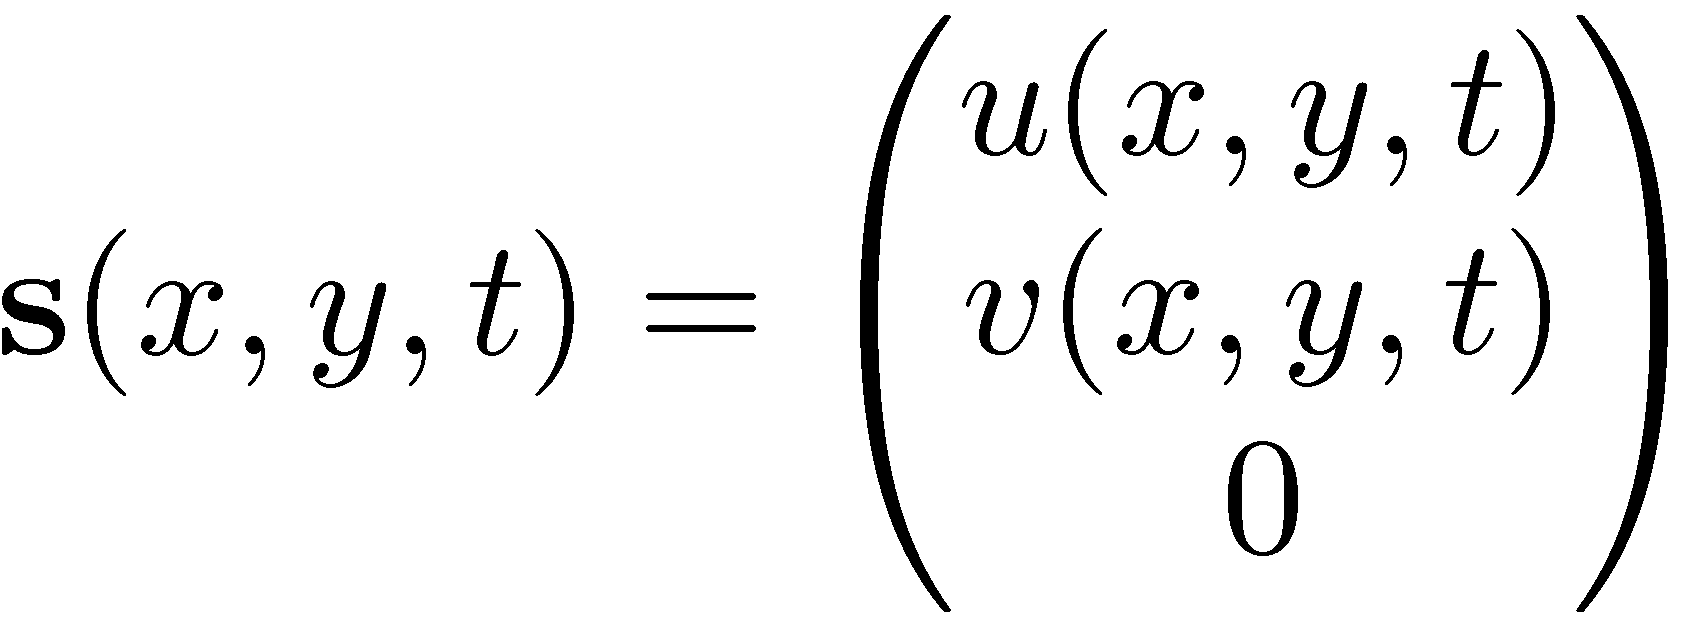 u(x, y, t)
s(x, y, t) = v(x, y, t)
0